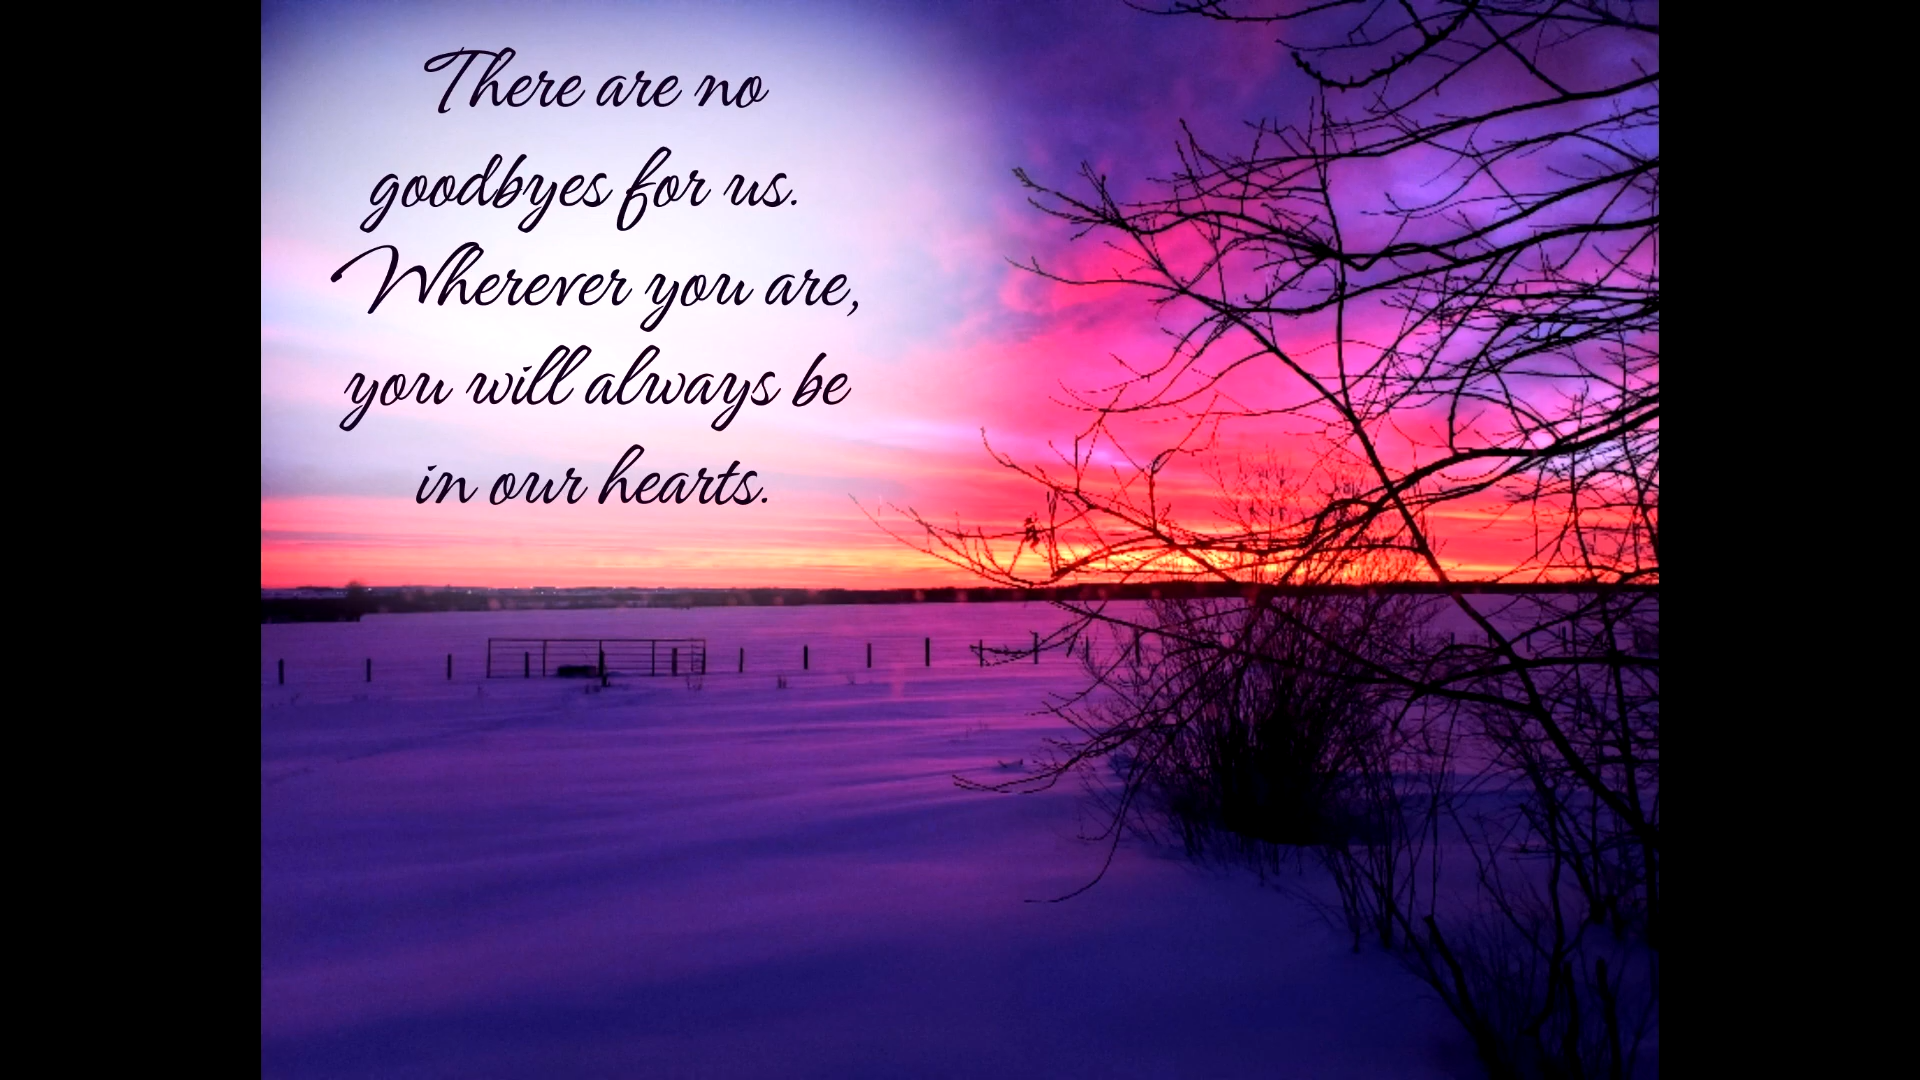 There are no
goodbyes for us.
Wherever you are,
you will always be
in our hearts.